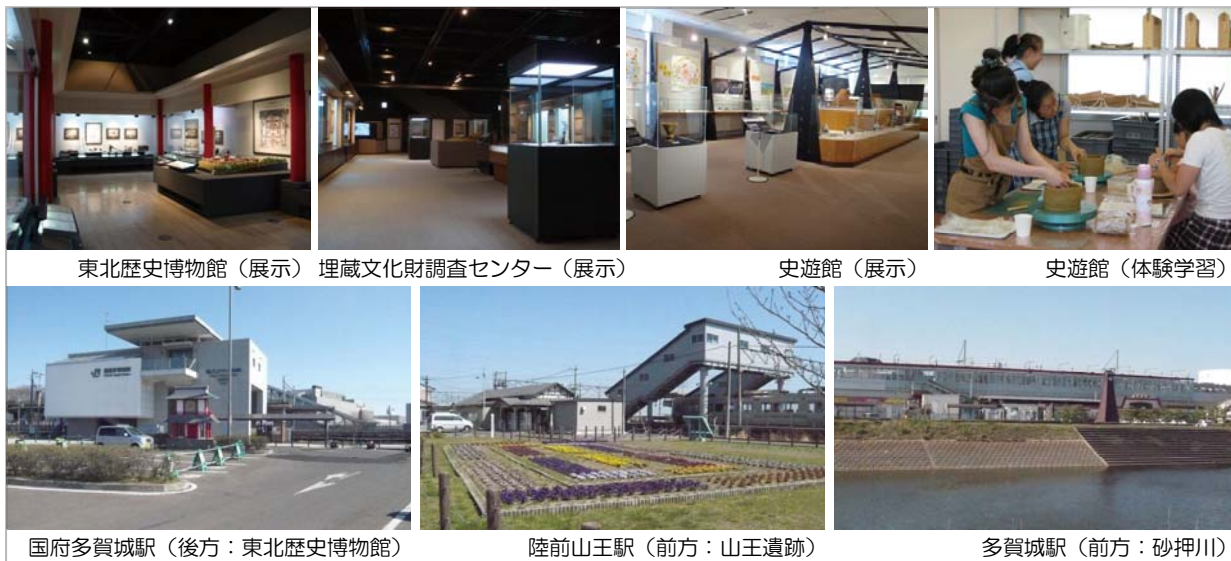 東北歴史博物館（展示）
埋蔵文化財調査センター（展示）
史遊館（展示）
史遊館（体験学習）
国府多賀城駅（後方：東北歴史博物館）
陸前山王駅（前方：山王遺跡）
多賀城駅（前方：砂押川）